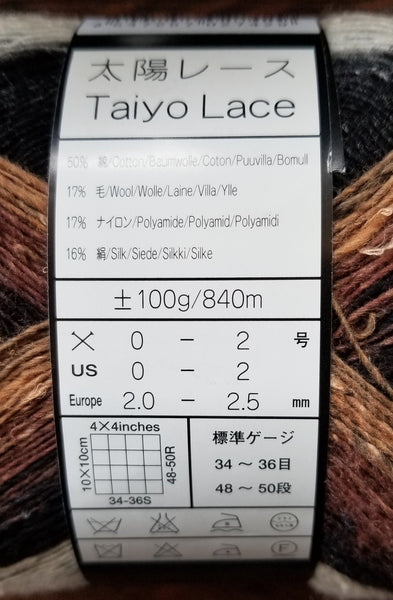 太陽レース
Taiyo Lace
50% 綿/Cotton/Baumwolle/Coton/Puuvilla/Bomull
17% 毛/Wool/Wolle/Laine/Villa/Ylle
17% ナイロン/Polyamide/Polyamid/Polyamidi
16% 絹/Silk/Siede/Silkki/Silke
±100g/840m
0 - 2 号
US 0 - 2
Europe 2.0 - 2.5 mm
4×4inches
10×10cm
48-50R
34-36S
標準ゲージ
34～36目
48～50段
F